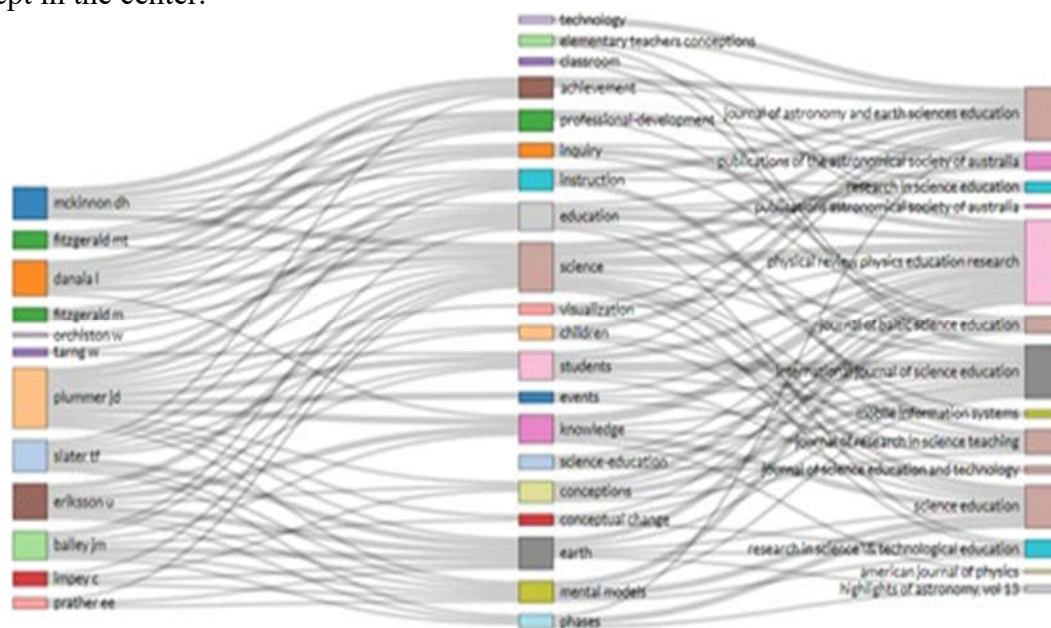 ept in the center.
mckinnon dh
fitzgerald mt
danaia l
fitzgerald m
orchiston w
tarng w
plummer jd
slater tf
eriksson u
bailey jm
impey c
prather ee
technology
elementary teachers conceptions
classroom
achievement
professional-development
inquiry
instruction
education
science
visualization
children
students
events
knowledge
science-education
conceptions
conceptual change
earth
mental models
phases
journal of astronomy and earth sciences education
publications of the astronomical society of australia
research in science education
publications astronomical society of australia
physical review physics education research
journal of baltic science education
international journal of science education
mobile information systems
journal of research in science teaching
journal of science education and technology
science education
research in science \& technological education
american journal of physics
highlights of astronomy, vol 13